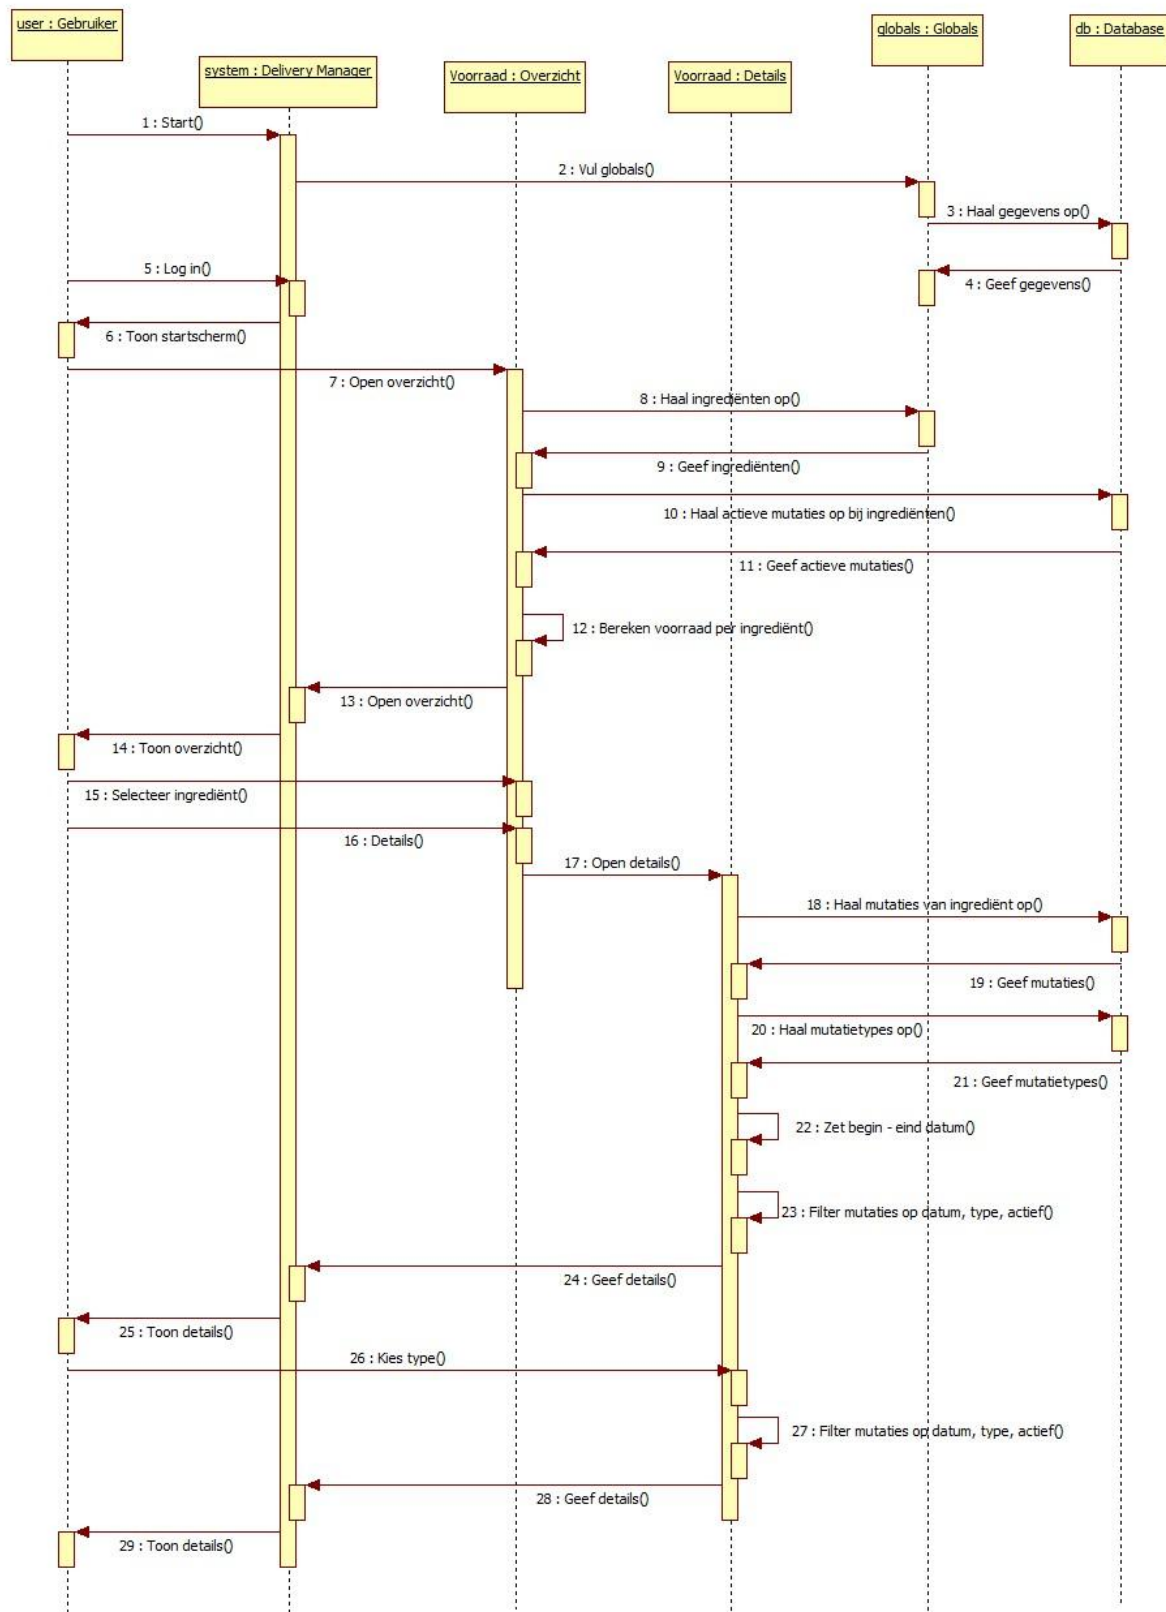 user : Gebruiker
system : Delivery Manager
Voorraad : Overzicht
Voorraad : Details
globals : Globals
db : Database
1 : Start()
2 : Vul globals()
3 : Haal gegevens op()
4 : Geef gegevens()
5 : Log in()
6 : Toon startscherm()
7 : Open overzicht()
8 : Haal ingrediënten op()
9 : Geef ingrediënten()
10 : Haal actieve mutaties op bij ingrediënten()
11 : Geef actieve mutaties()
12 : Bereken voorraad per ingrediënt()
13 : Open overzicht()
14 : Toon overzicht()
15 : Selecteer ingrediënt()
16 : Details()
17 : Open details()
18 : Haal mutaties van ingrediënt op()
19 : Geef mutaties()
20 : Haal mutatietypes op()
21 : Geef mutatietypes()
22 : Zet begin - eind datum()
23 : Filter mutaties op datum, type, actief()
24 : Geef details()
25 : Toon details()
26 : Kies type()
27 : Filter mutaties op datum, type, actief()
28 : Geef details()
29 : Toon details()